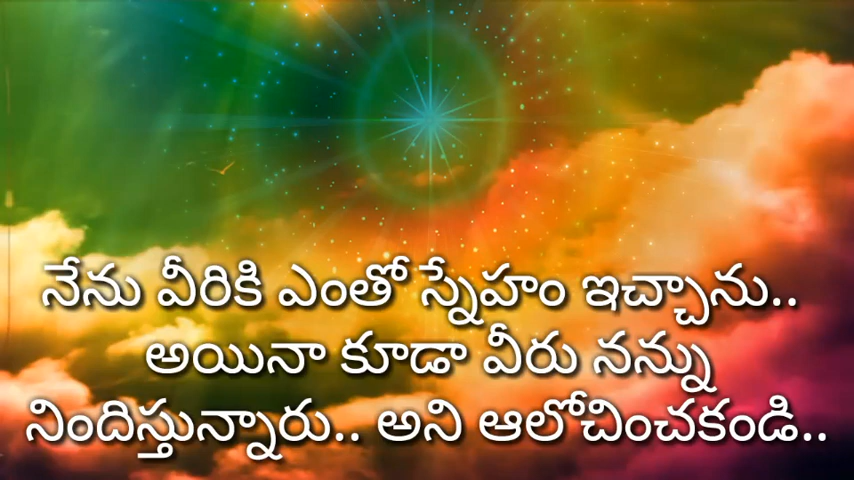 నేను వీరికి ఎంతో స్నేహం ఇచ్చాను..
అయినా కూడా వీరు నన్ను
నిందిస్తున్నారు.. అని ఆలోచించకండి..